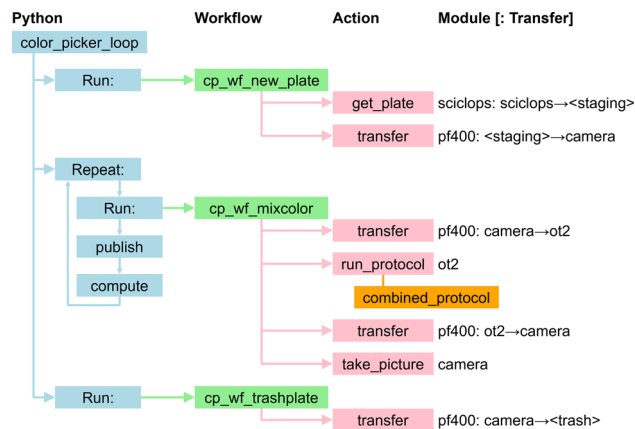 Python Workflow Action Module [: Transfer]
color_picker_loop
Run: cp_wf_new_plate
get_plate sciclops: sciclops→<staging>
transfer pf400: <staging>→camera
Repeat:
Run: cp_wf_mixcolor
transfer pf400: camera→ot2
publish
run_protocol ot2
compute
combined_protocol
transfer pf400: ot2→camera
take_picture camera
Run: cp_wf_trashplate
transfer pf400: camera→<trash>